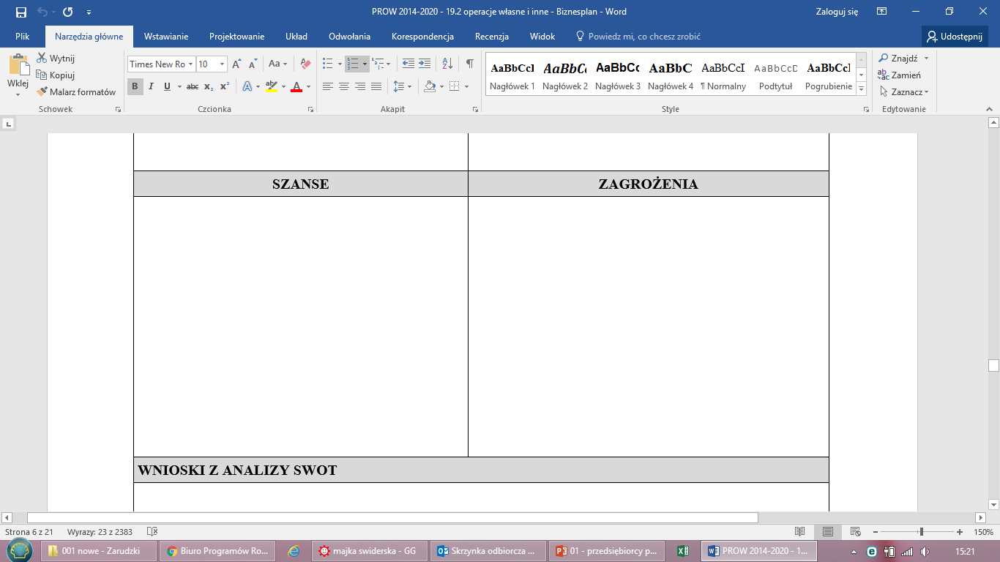 PROW 2014-2020 - 19.2 operacje własne i inne - Biznesplan - Word
Zaloguj się
Plik Narzędzia główne Wstawianie Projektowanie Układ Odwołania Korespondencja Recenzja Widok Powiedz mi, co chcesz zrobić Udostępnij
Wklej
Wytnij
Kopiuj
Malarz formatów
Schowek
Times New Ro 10
B I U abc x₂ x²
Czcionka
Akapit
AaBbCcI AaBbCc AaBbCc AaBbC AaBbCcI AaBbCcD AaBbCcI
Nagłówek 1 Nagłówek 2 Nagłówek 3 Nagłówek 4 ¶ Normalny Podtytuł Pogrubienie
Style
Znajdź
Zamień
Zaznacz
Edytowanie
SZANSE ZAGROŻENIA
WNIOSKI Z ANALIZY SWOT
Strona 6 z 21 Wyrazy: 23 z 2383 150%
001 nowe - Zarudzki Biuro Programów Ro... majka swiderska - GG Skrzynka odbiorcza ... 01 - przedsiębiorcy p... PROW 2014-2020 - 1... 15:21